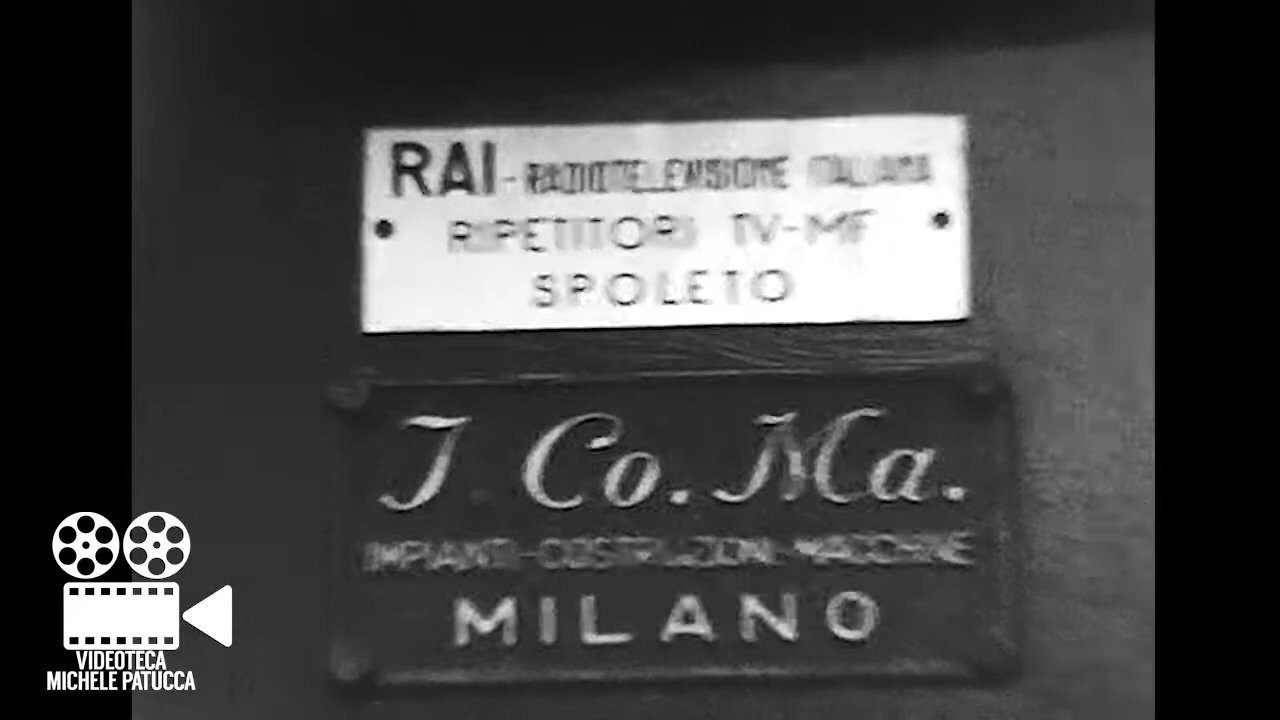 RAI - RADIOTELEVISIONE ITALIANA
RIPETITORI TV-MF
SPOLETO
I. Co. Ma.
IMPIANTI-COSTRUZIONI-MACCHINE
MILANO
VIDEOTECA
MICHELE PATUCCA